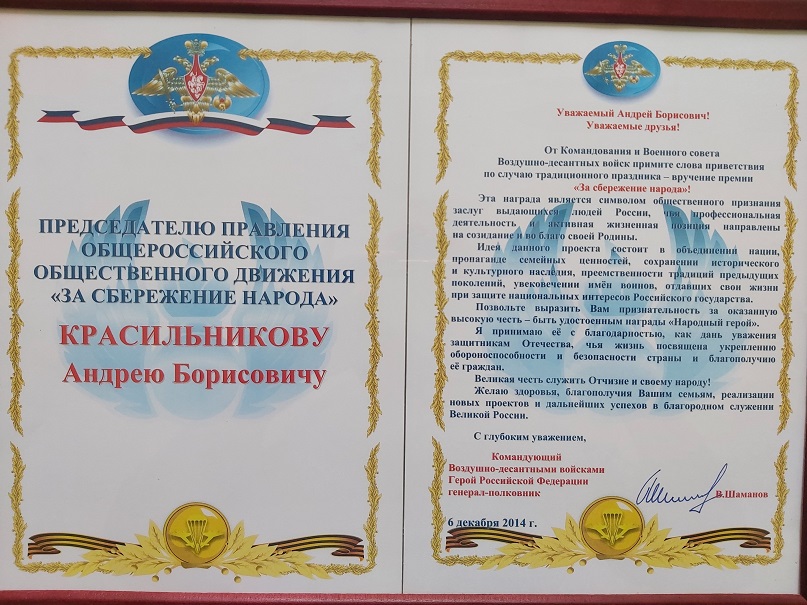 ПРЕДСЕДАТЕЛЮ ПРАВЛЕНИЯ
ОБЩЕРОССИЙСКОГО
ОБЩЕСТВЕННОГО ДВИЖЕНИЯ
«ЗА СБЕРЕЖЕНИЕ НАРОДА»
КРАСИЛЬНИКОВУ
Андрею Борисовичу
Уважаемый Андрей Борисович!
Уважаемые друзья!
От Командования и Военного совета
Воздушно-десантных войск примите слова приветствия
по случаю традиционного праздника – вручение премии
«За сбережение народа»!
Эта награда является символом общественного признания
заслуг выдающихся людей России, чья профессиональная
деятельность и активная жизненная позиция направлены
на созидание и во благо своей Родины.
Идея данного проекта состоит в объединении нации,
пропаганде семейных ценностей, сохранении исторического
и культурного наследия, преемственности традиций предыдущих
поколений, увековечении имён воинов, отдавших свои жизни
при защите национальных интересов Российского государства.
Позвольте выразить Вам признательность за оказанную
высокую честь – быть удостоенным награды «Народный герой».
Я принимаю её с благодарностью, как дань уважения
защитникам Отечества, чья жизнь посвящена укреплению
обороноспособности и безопасности страны и благополучию
её граждан.
Великая честь служить Отчизне и своему народу!
Желаю здоровья, благополучия Вашим семьям, реализации
новых проектов и дальнейших успехов в благородном служении
Великой России.
С глубоким уважением,
Командующий
Воздушно-десантными войсками
Герой Российской Федерации
генерал-полковник В.Шаманов
6 декабря 2014 г.